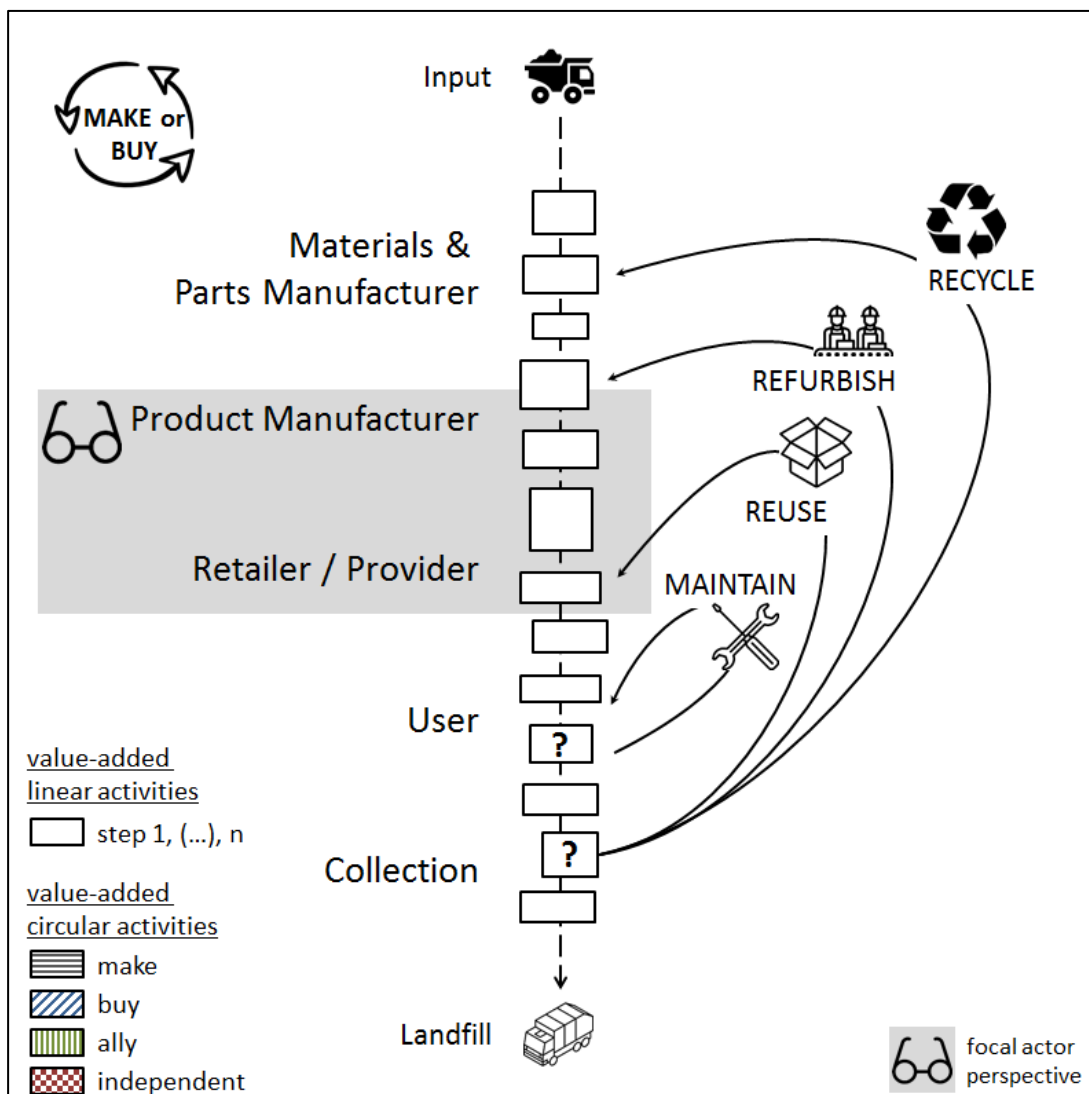 Input
MAKE or
BUY
Materials &
Parts Manufacturer
RECYCLE
REFURBISH
Product Manufacturer
REUSE
Retailer / Provider
MAINTAIN
User
?
value-added
linear activities
step 1, (...), n
?
Collection
value-added
circular activities
make
buy
ally
independent
Landfill
focal actor
perspective